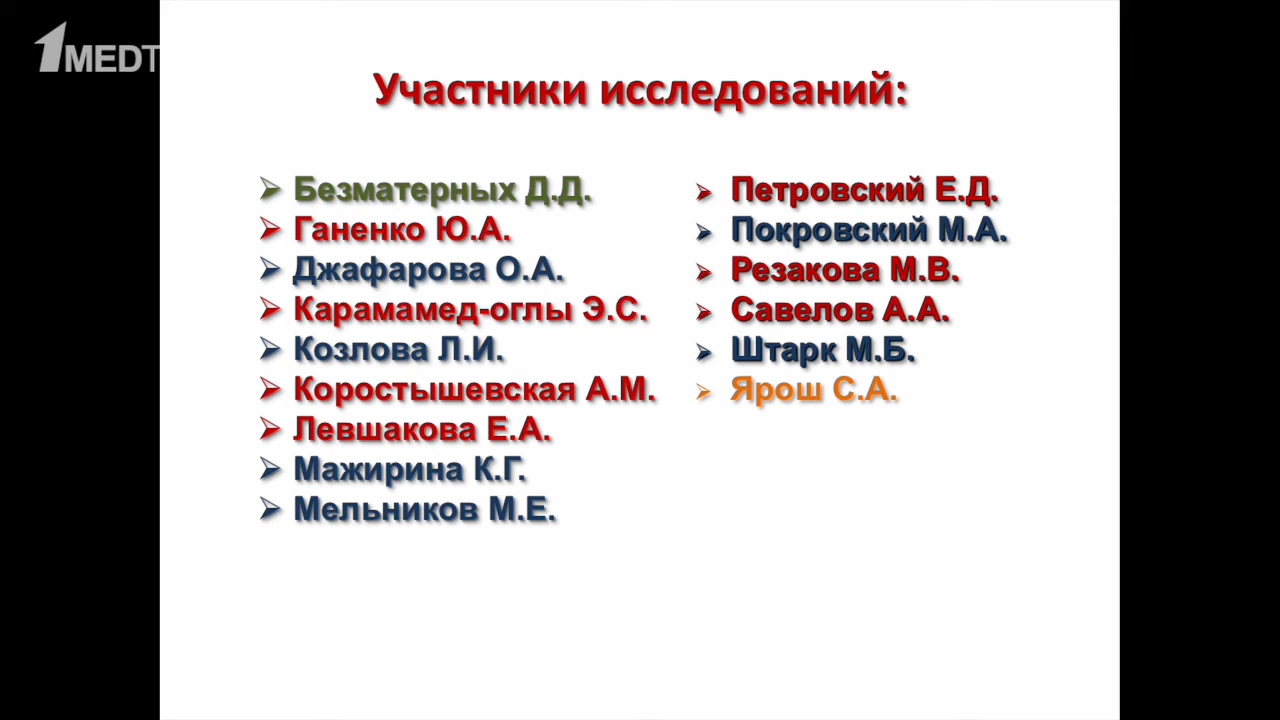 1MEDT
Участники исследований:
Безматерных Д.Д.
Ганенко Ю.А.
Джафарова О.А.
Карамамед-оглы Э.С.
Козлова Л.И.
Коростышевская А.М.
Левшакова Е.А.
Мажирина К.Г.
Мельников М.Е.
Петровский Е.Д.
Покровский М.А.
Резакова М.В.
Савелов А.А.
Штарк М.Б.
Ярош С.А.